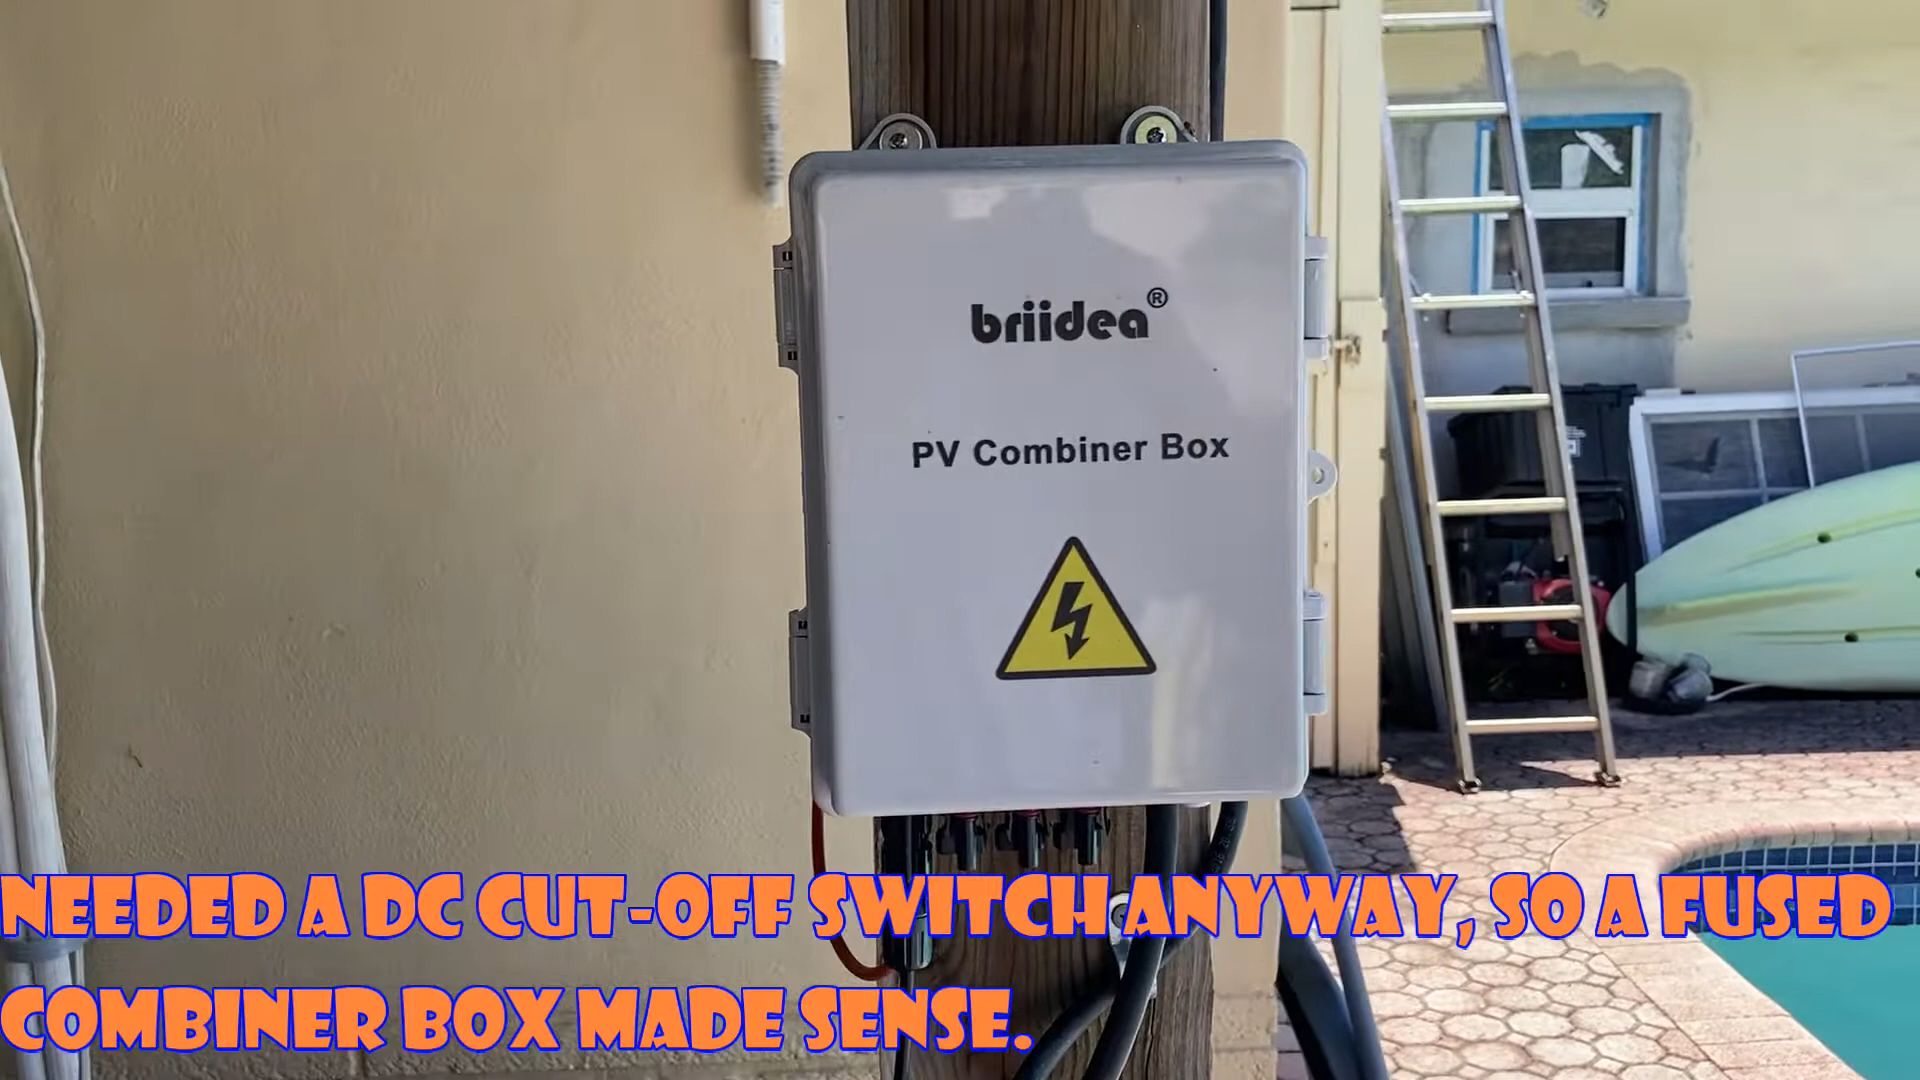 briidea®
PV Combiner Box
NEEDED A DC CUT-OFF SWITCH ANYWAY, SO A FUSED
COMBINER BOX MADE SENSE.